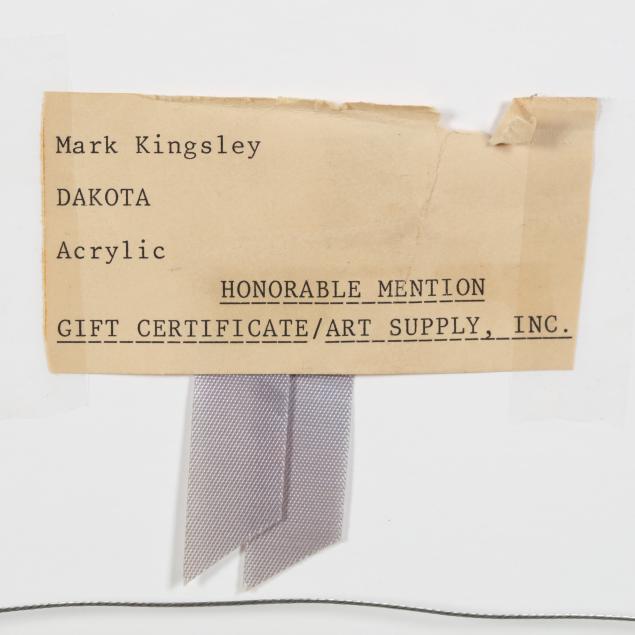 Mark Kingsley
DAKOTA
Acrylic
HONORABLE MENTION
GIFT CERTIFICATE/ART SUPPLY, INC.